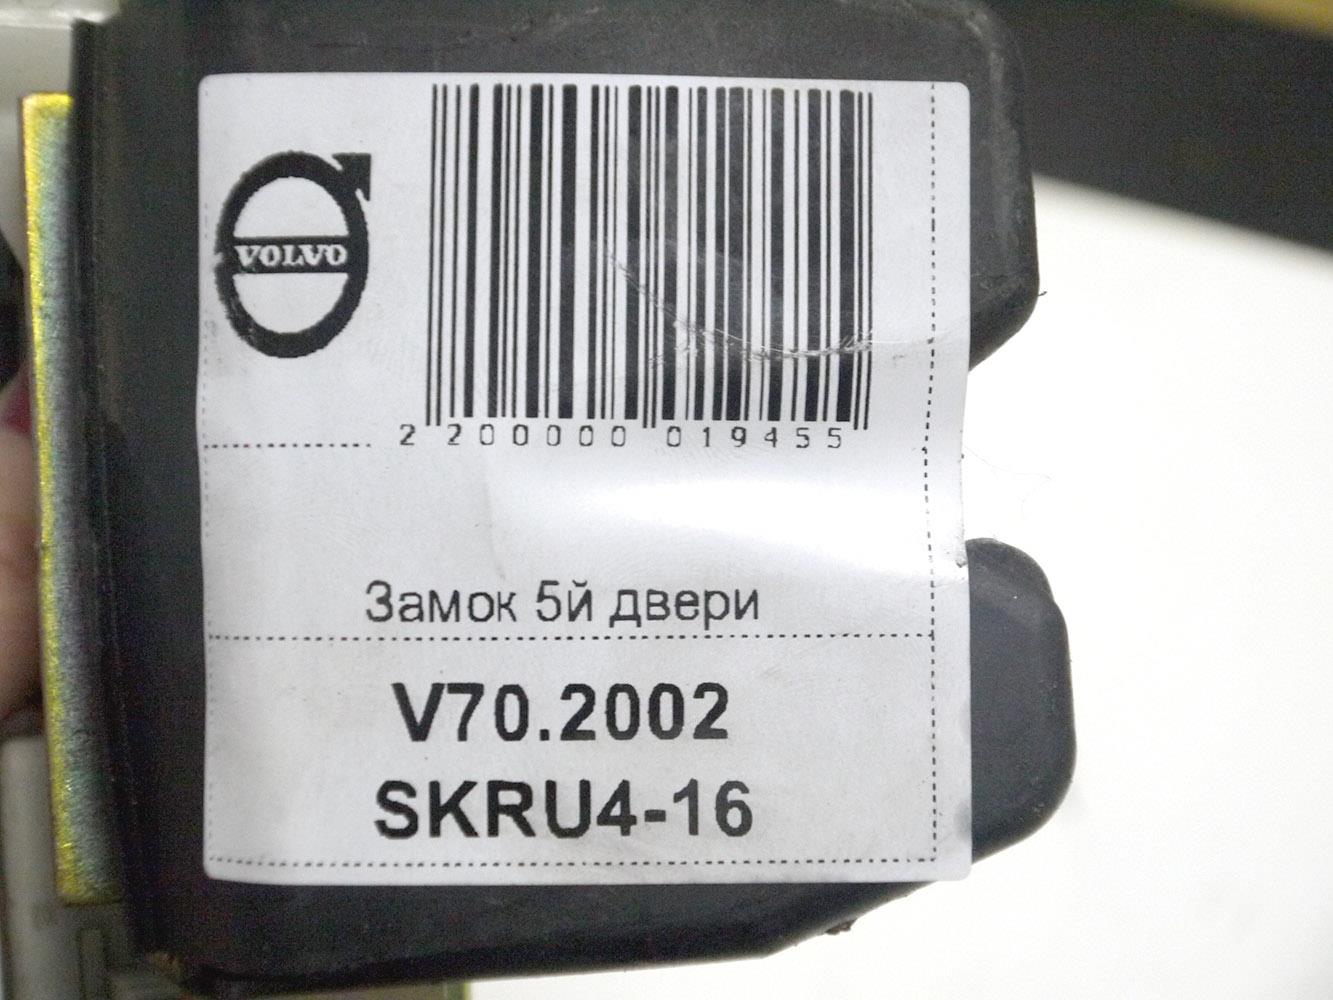 VOLVO
2 200000 019455
Замок 5й двери
V70.2002
SKRU4-16